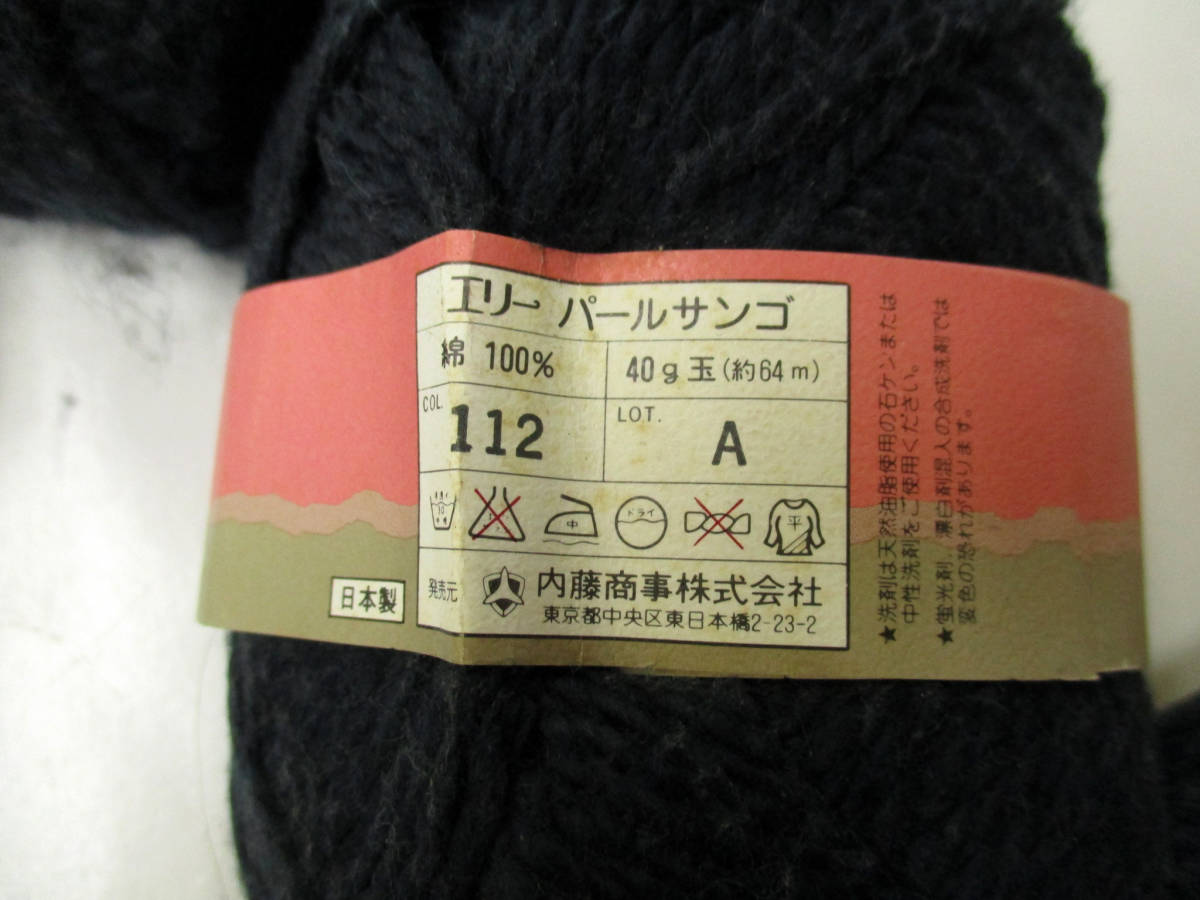 エリー パールサンゴ
綿 100%
40g玉(約64m)
COL.
112
LOT.
A
中
ドライ
平
発売元
内藤商事株式会社
東京都中央区東日本橋2-23-2
日本製
★洗剤は天然油脂使用の石ケンまたは
中性洗剤をご使用ください。
★蛍光剤、漂白剤混入の合成洗剤では
変色の恐れがあります。